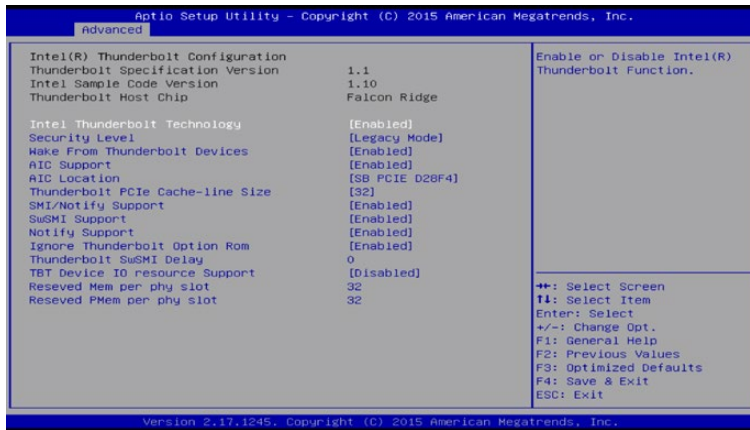 Aptio Setup Utility – Copyright (C) 2015 American Megatrends, Inc.
Advanced
Intel(R) Thunderbolt Configuration
Thunderbolt Specification Version 1.1
Intel Sample Code Version 1.10
Thunderbolt Host Chip Falcon Ridge
Intel Thunderbolt Technology [Enabled]
Security Level [Legacy Mode]
Wake From Thunderbolt Devices [Enabled]
AIC Support [Enabled]
AIC Location [SB PCIE D28F4]
Thunderbolt PCIe Cache-line Size [32]
SMI/Notify Support [Enabled]
SwSMI Support [Enabled]
Notify Support [Enabled]
Ignore Thunderbolt Option Rom [Enabled]
Thunderbolt SwSMI Delay 0
TBT Device IO resource Support [Disabled]
Reseved Mem per phy slot 32
Reseved PMem per phy slot 32
Enable or Disable Intel(R)
Thunderbolt Function.
→←: Select Screen
↑↓: Select Item
Enter: Select
+/-: Change Opt.
F1: General Help
F2: Previous Values
F3: Optimized Defaults
F4: Save & Exit
ESC: Exit
Version 2.17.1245. Copyright (C) 2015 American Megatrends, Inc.